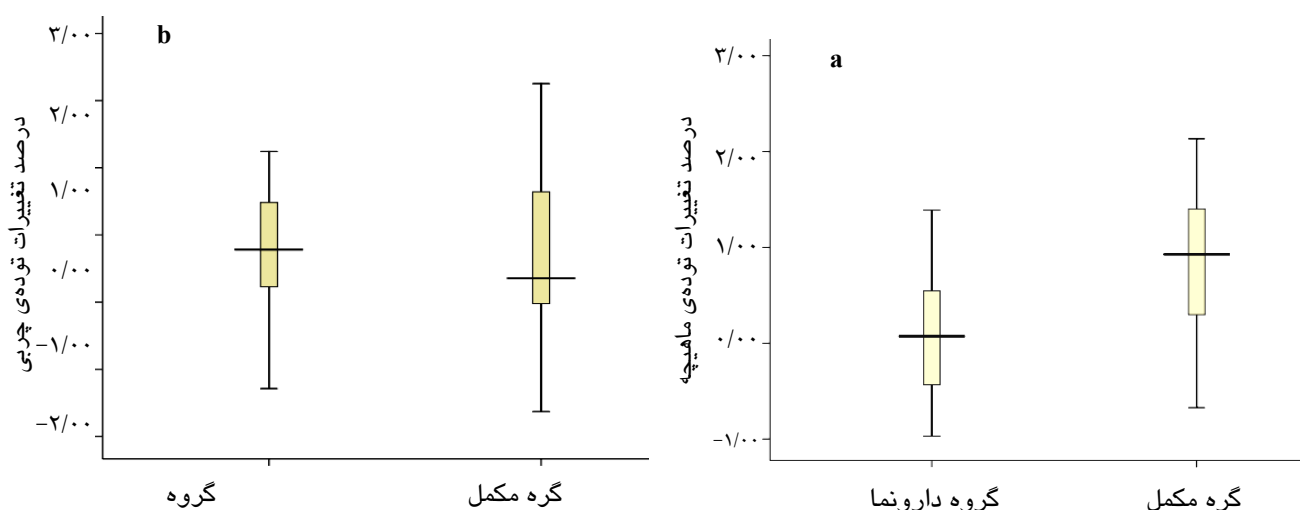 b
درصد تغییرات توده‌ی چربی
۳/۰۰
۲/۰۰
۱/۰۰
۰/۰۰
-۱/۰۰
-۲/۰۰
گروه
گره مکمل
a
درصد تغییرات توده‌ی ماهیچه
۳/۰۰
۲/۰۰
۱/۰۰
۰/۰۰
-۱/۰۰
گروه دارونما
گره مکمل